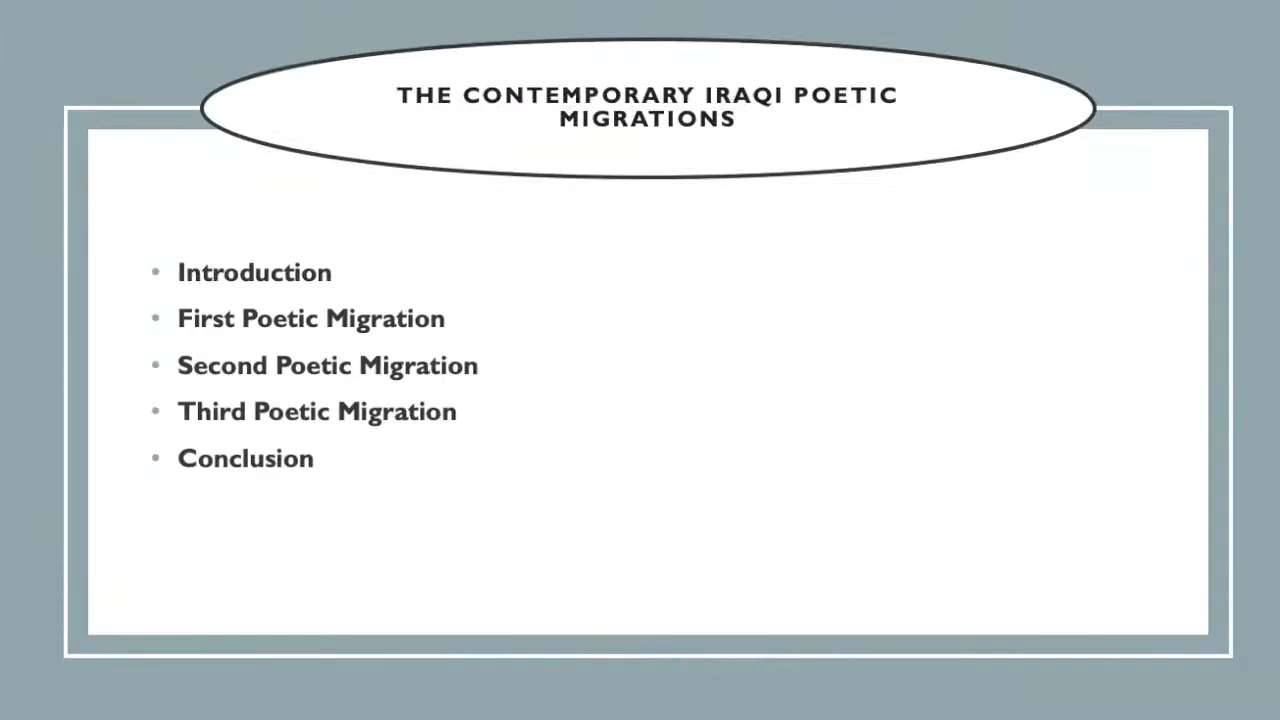 THE CONTEMPORARY IRAQI POETIC
MIGRATIONS
• Introduction
• First Poetic Migration
• Second Poetic Migration
• Third Poetic Migration
• Conclusion